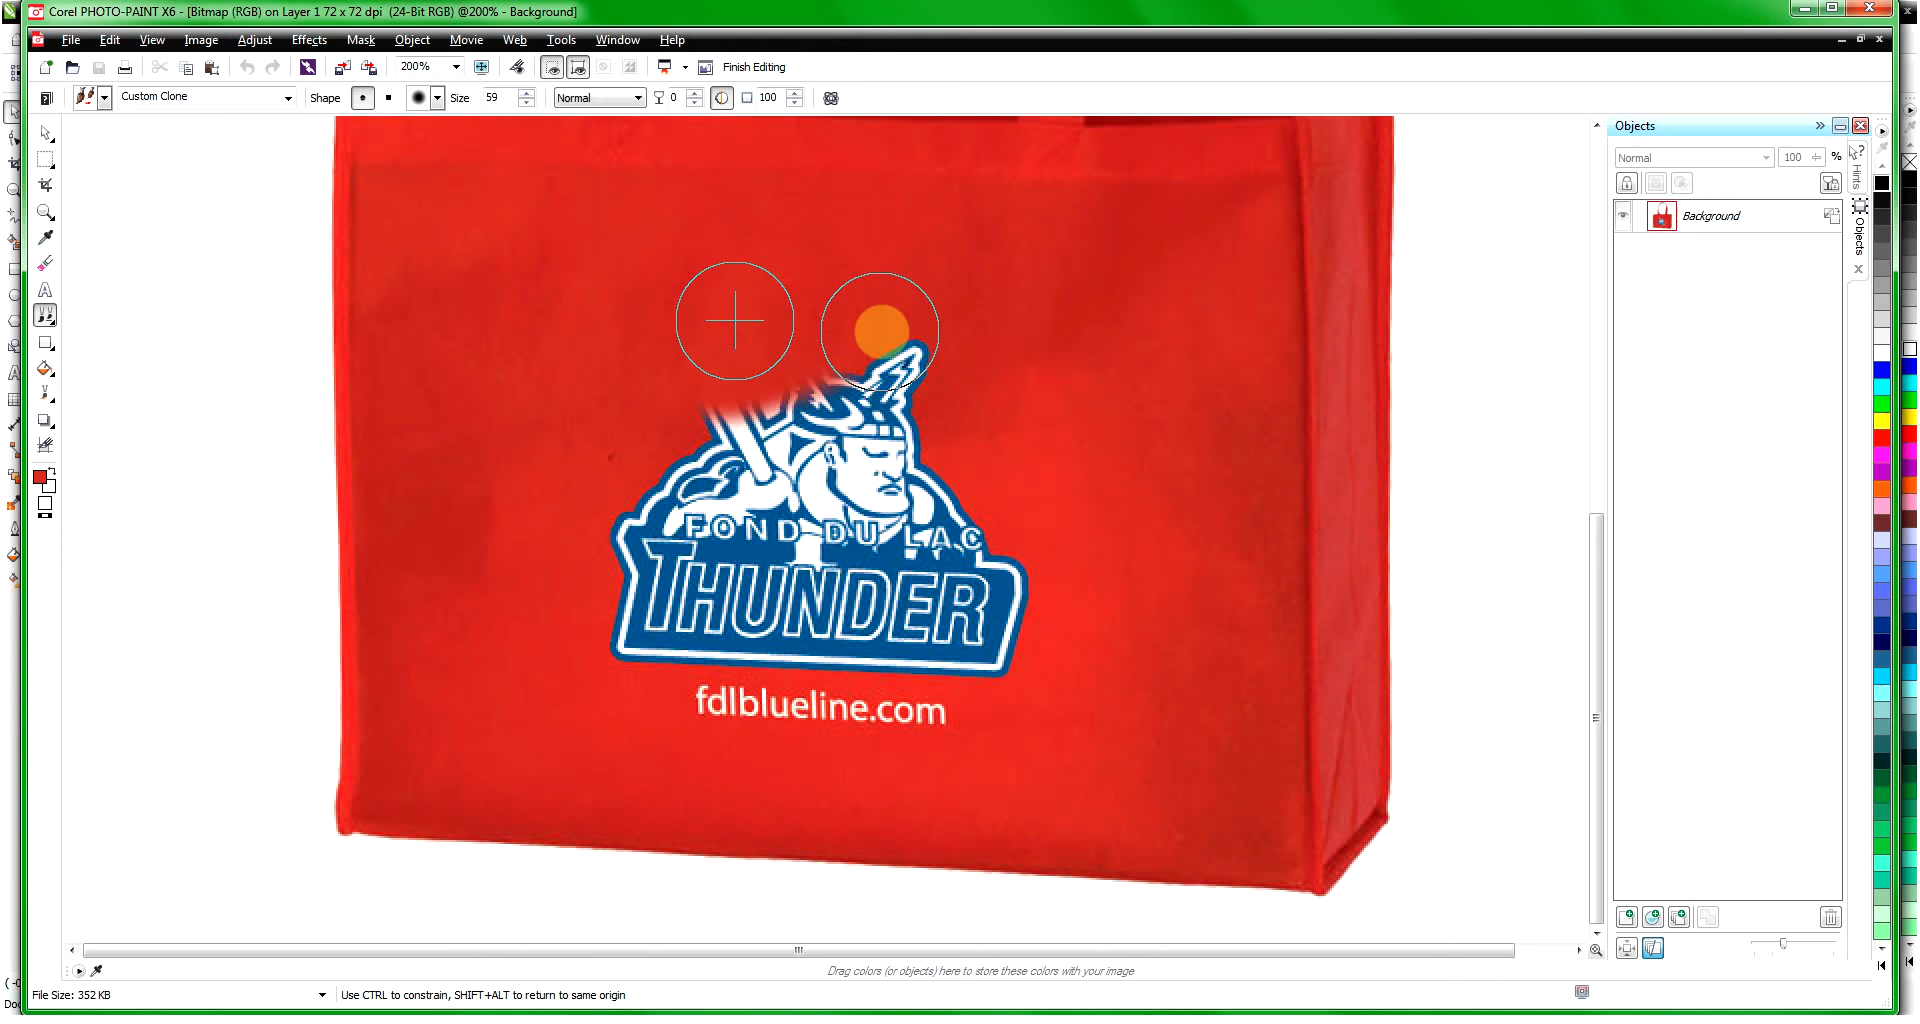 Corel PHOTO-PAINT X6 - [Bitmap (RGB) on Layer 1 72 x 72 dpi (24-Bit RGB) @200% - Background]
File Edit View Image Adjust Effects Mask Object Movie Web Tools Window Help
200% Finish Editing
Custom Clone Shape Size 59 Normal 0 100
Objects
Normal 100 %
Hints
Background
Objects
FOND DU LAC
THUNDER
fdlblueline.com
Drag colors (or objects) here to store these colors with your image
File Size: 352 KB Use CTRL to constrain, SHIFT+ALT to return to same origin